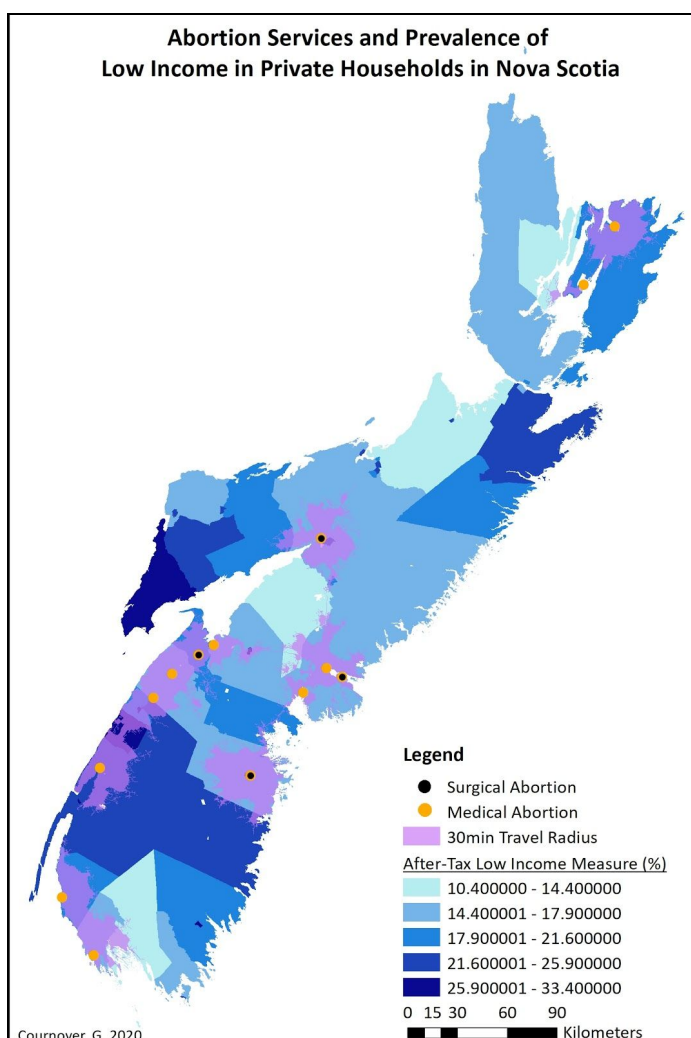 Abortion Services and Prevalence of
Low Income in Private Households in Nova Scotia
Legend
Surgical Abortion
Medical Abortion
30min Travel Radius
After-Tax Low Income Measure (%)
10.400000 - 14.400000
14.400001 - 17.900000
17.900001 - 21.600000
21.600001 - 25.900000
25.900001 - 33.400000
0 15 30 60 90
Kilometers
Cournoyer, G. 2020